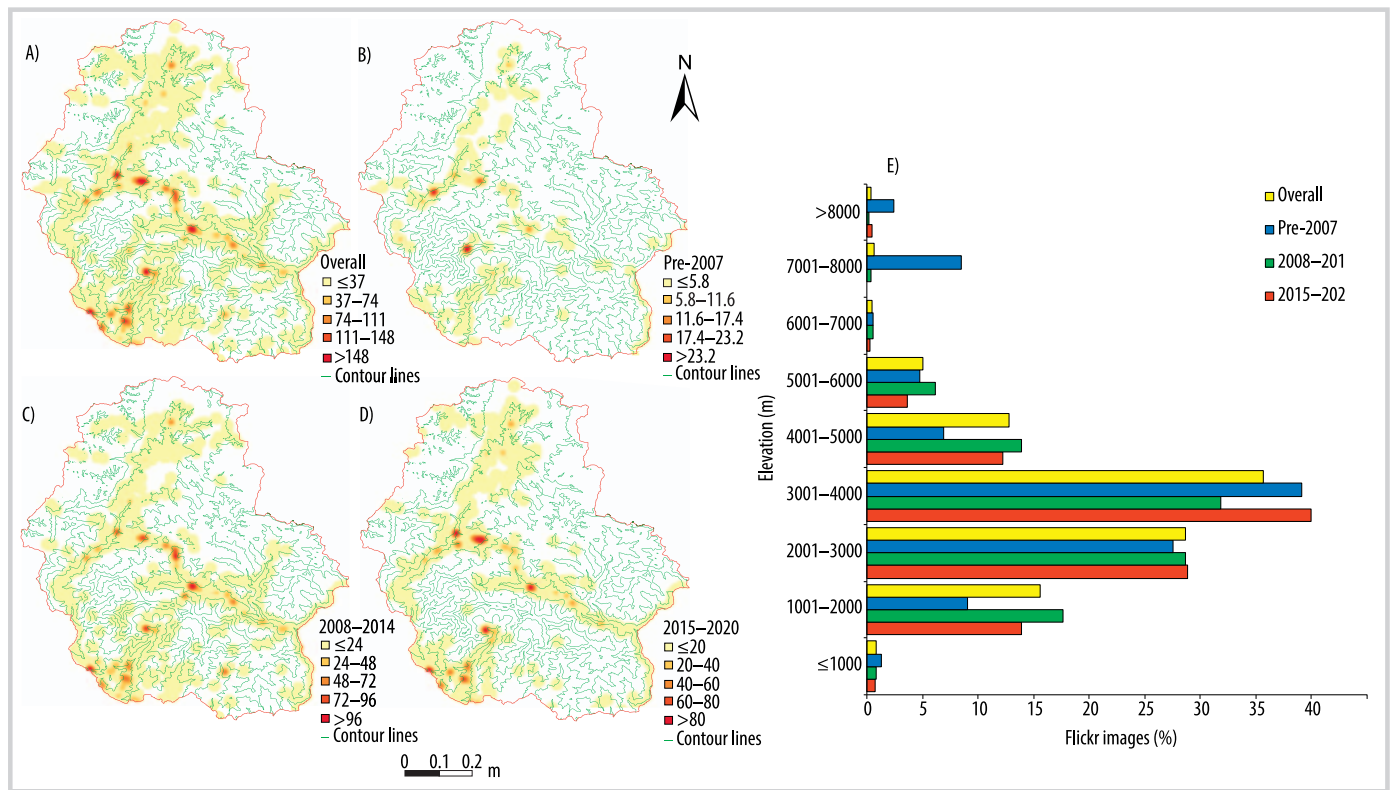 A)
B)
N
Overall
≤37
37–74
74–111
111–148
>148
Contour lines
Pre-2007
≤5.8
5.8–11.6
11.6–17.4
17.4–23.2
>23.2
Contour lines
C)
D)
2008–2014
≤24
24–48
48–72
72–96
>96
Contour lines
2015–2020
≤20
20–40
40–60
60–80
>80
Contour lines
0 0.1 0.2 m
E)
Overall
Pre-2007
2008–201
2015–202
Elevation (m)
>8000
7001–8000
6001–7000
5001–6000
4001–5000
3001–4000
2001–3000
1001–2000
≤1000
0 5 10 15 20 25 30 35 40
Flickr images (%)